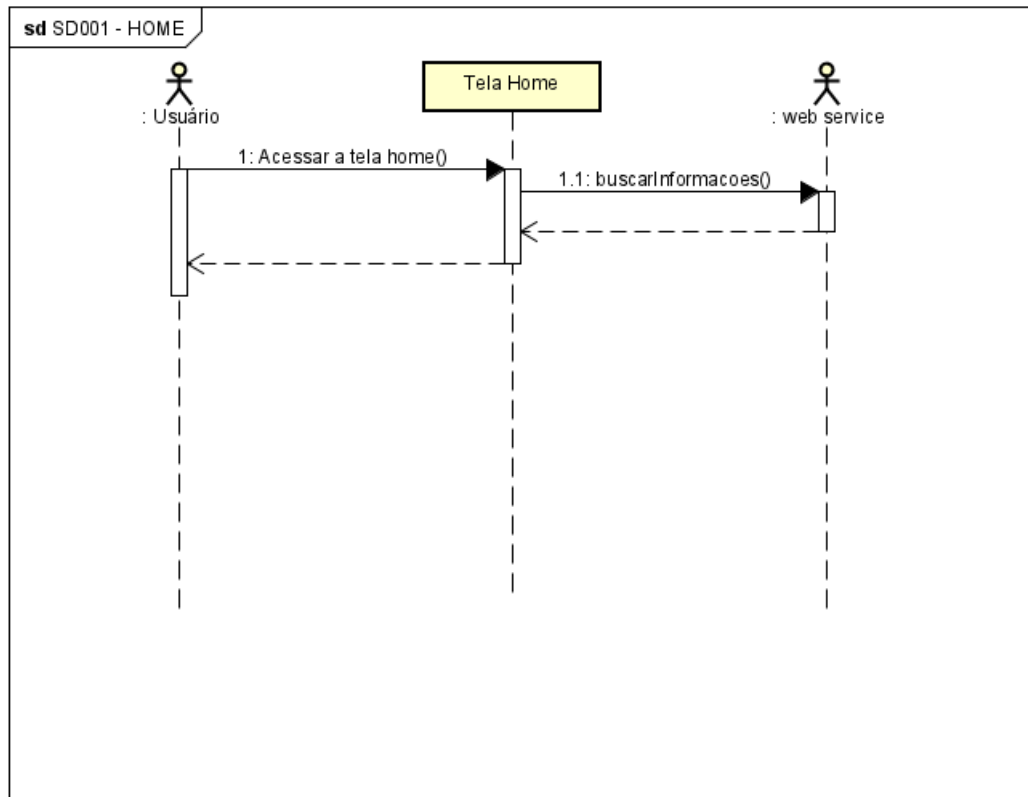 sd SD001 - HOME
: Usuário
Tela Home
: web service
1: Acessar a tela home()
1.1: buscarInformacoes()